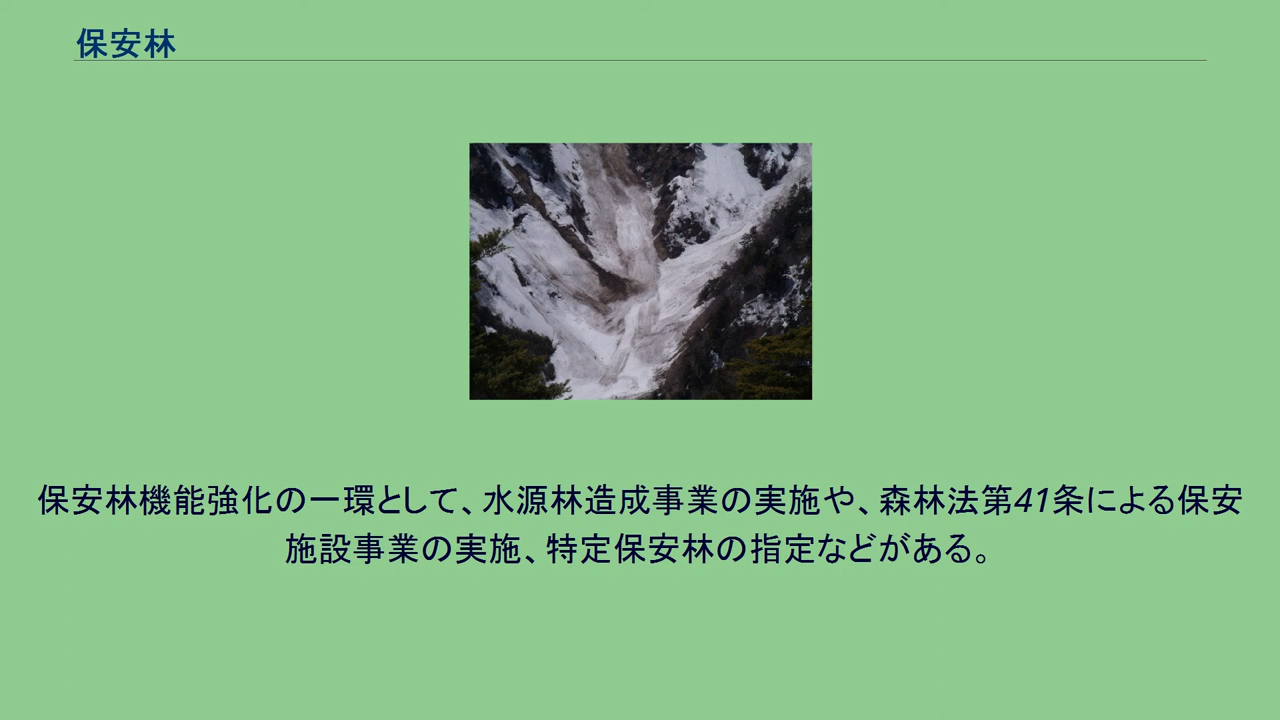 保安林
保安林機能強化の一環として、水源林造成事業の実施や、森林法第41条による保安
施設事業の実施、特定保安林の指定などがある。